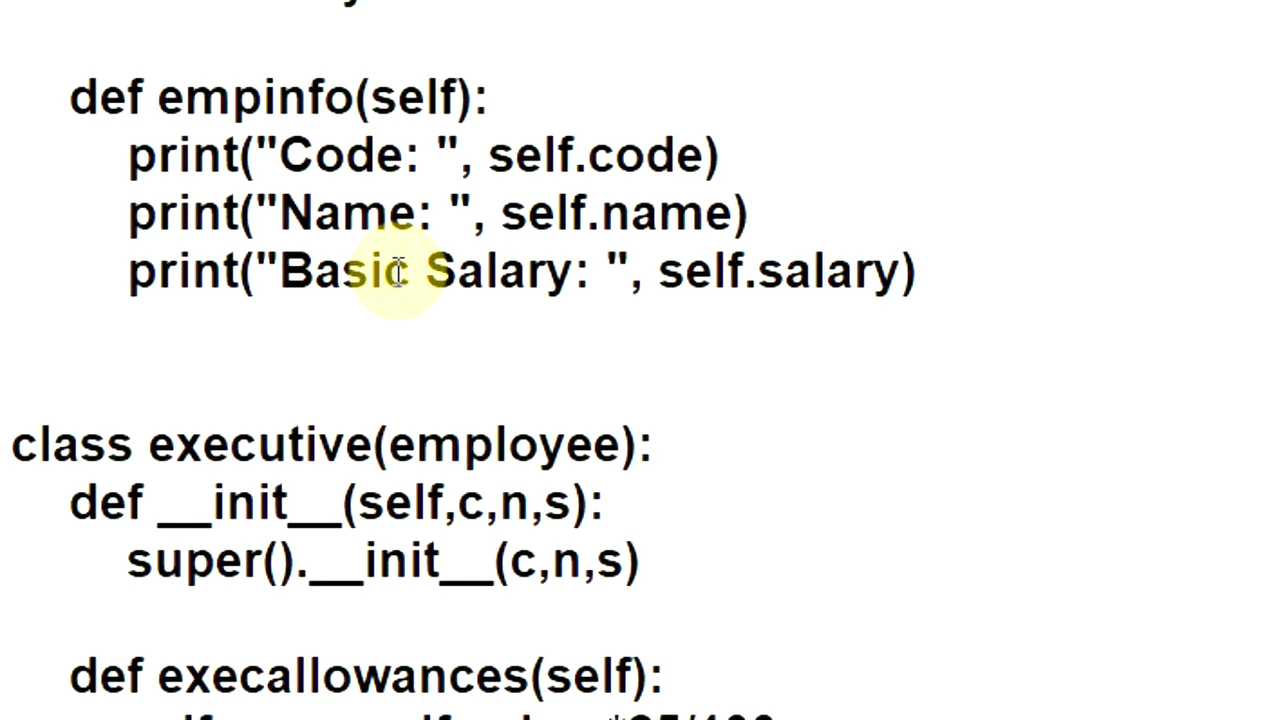 def empinfo(self):
print("Code: ", self.code)
print("Name: ", self.name)
print("Basic Salary: ", self.salary)
class executive(employee):
def __init__(self,c,n,s):
super().__init__(c,n,s)
def execallowances(self):